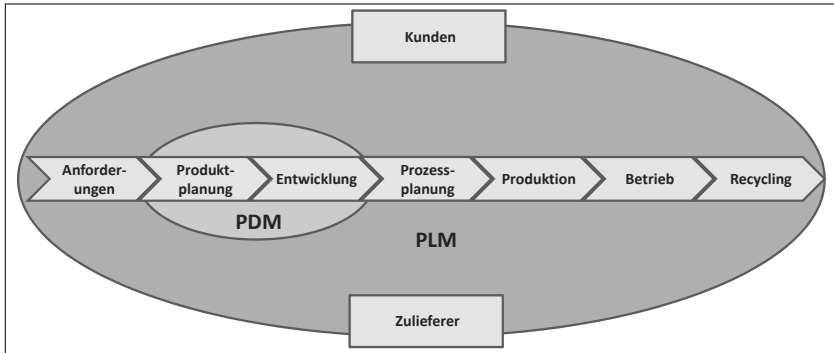 Kunden
Anforder-
ungen
Produkt-
planung
Entwicklung
Prozess-
planung
Produktion
Betrieb
Recycling
PDM
PLM
Zulieferer